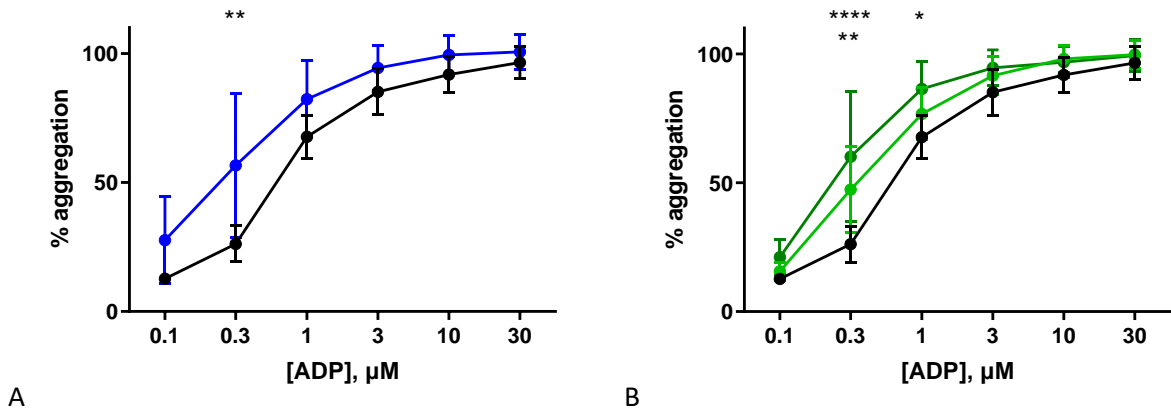 **
100
50
0
% aggregation
0.1 0.3 1 3 10 30
[ADP], µM
A
**** *
**
100
50
0
% aggregation
0.1 0.3 1 3 10 30
[ADP], µM
B